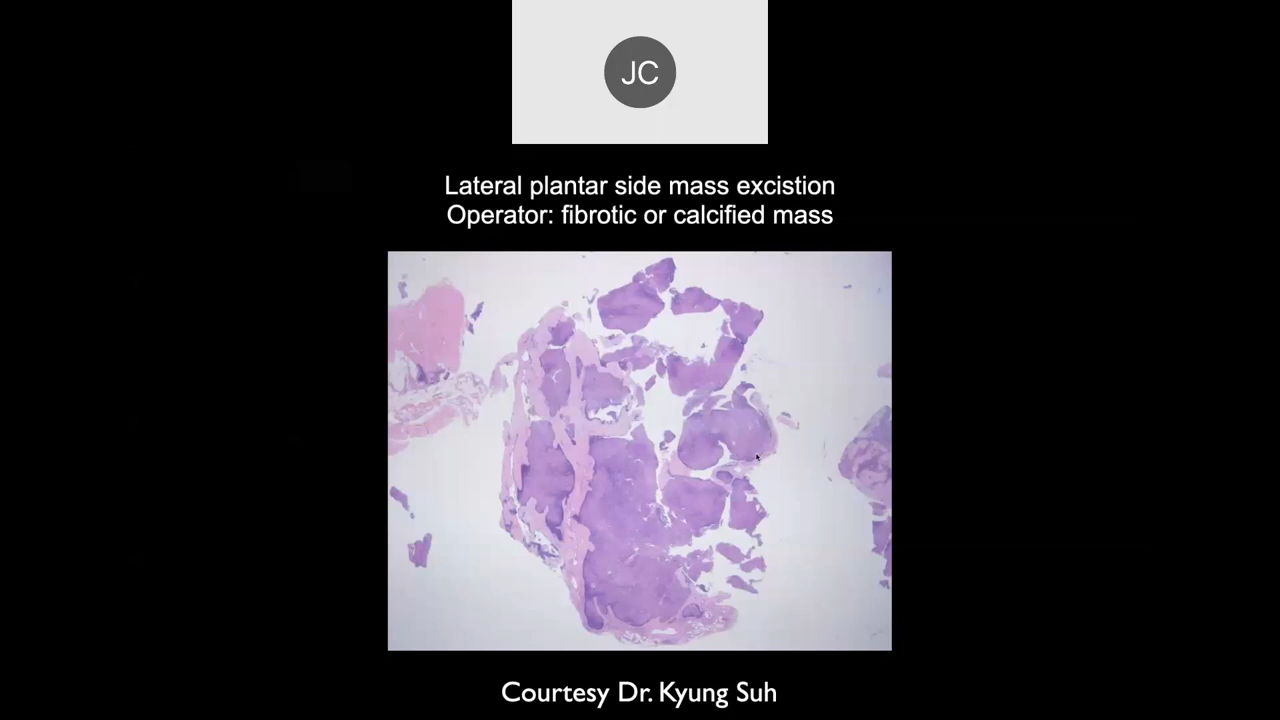 JC
Lateral plantar side mass excistion
Operator: fibrotic or calcified mass
Courtesy Dr. Kyung Suh